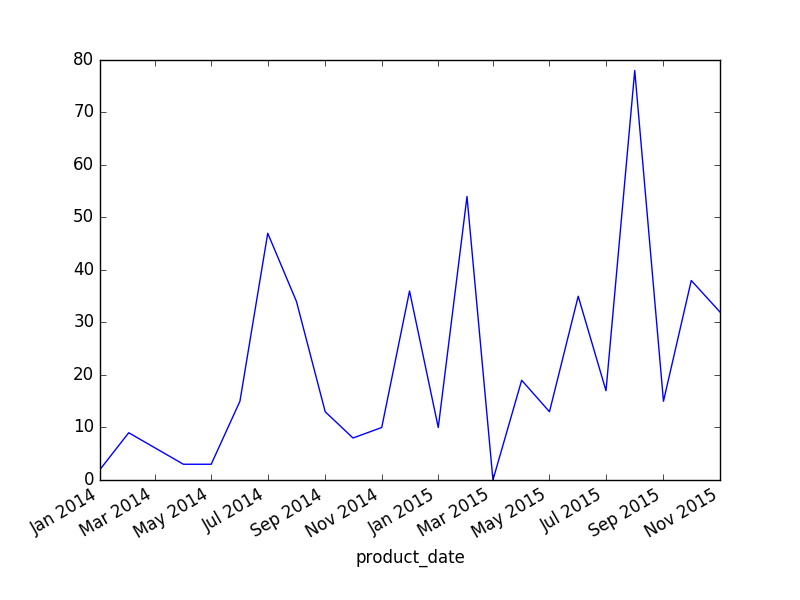 80
70
60
50
40
30
20
10
0
Jan 2014
Mar 2014
May 2014
Jul 2014
Sep 2014
Nov 2014
Jan 2015
Mar 2015
May 2015
Jul 2015
Sep 2015
Nov 2015
product_date